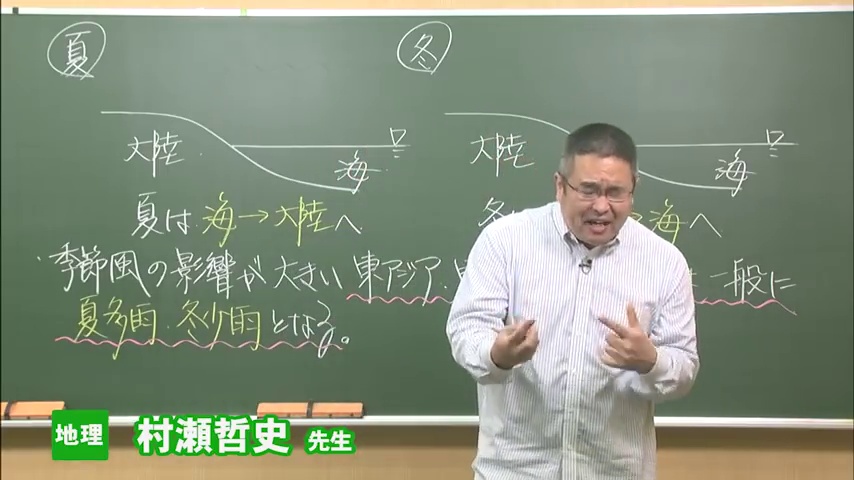 夏
冬
大陸 海
大陸 海
夏は 海→大陸へ
冬 海へ
季節風の影響が大きい東アジア・ 一般に
夏多雨・冬少雨となる。
地理 村瀬哲史 先生